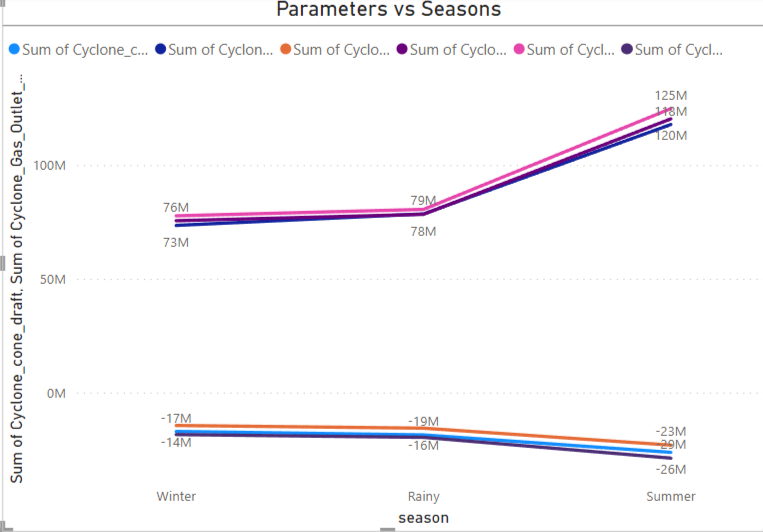 Parameters vs Seasons
Sum of Cyclone_c... Sum of Cyclon... Sum of Cyclo... Sum of Cyclo... Sum of Cycl... Sum of Cycl...
Sum of Cyclone_cone_draft, Sum of Cyclone_Gas_Outlet_...
125M
118M
120M
100M
76M
79M
73M
78M
50M
0M
-17M
-19M
-23M
-14M
-16M
-29M
-26M
Winter Rainy Summer
season